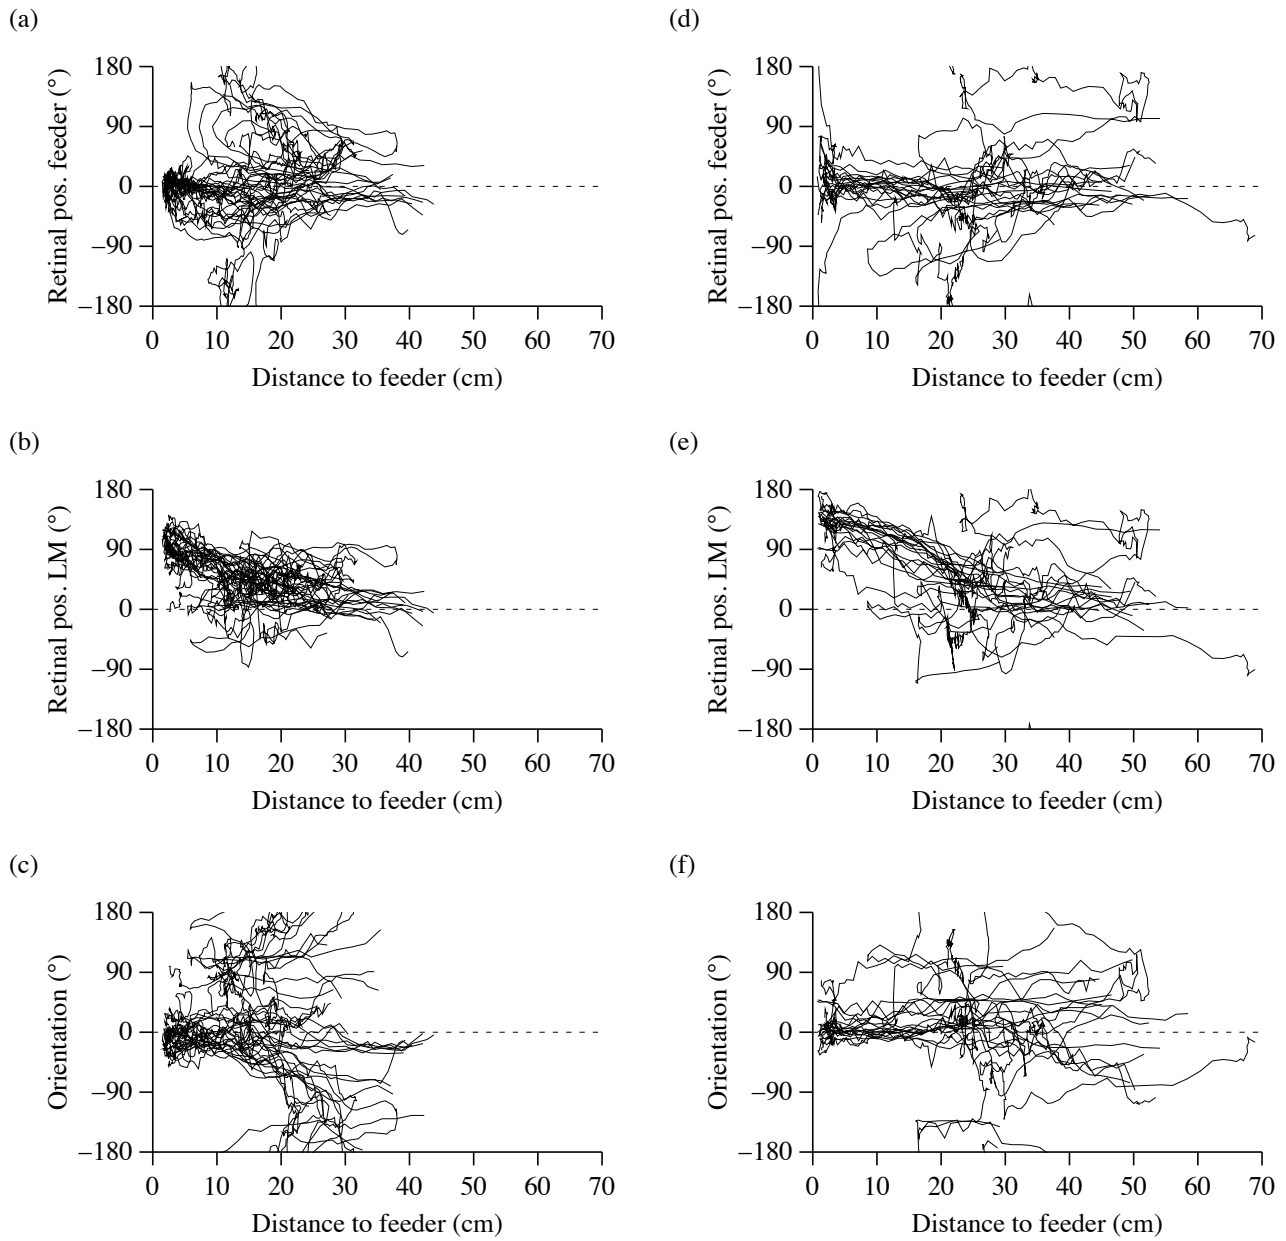 (a)
180
90
0
–90
–180
Retinal pos. feeder (°)
0 10 20 30 40 50 60 70
Distance to feeder (cm)
(d)
180
90
0
–90
–180
Retinal pos. feeder (°)
0 10 20 30 40 50 60 70
Distance to feeder (cm)
(b)
180
90
0
–90
–180
Retinal pos. LM (°)
0 10 20 30 40 50 60 70
Distance to feeder (cm)
(e)
180
90
0
–90
–180
Retinal pos. LM (°)
0 10 20 30 40 50 60 70
Distance to feeder (cm)
(c)
180
90
0
–90
–180
Orientation (°)
0 10 20 30 40 50 60 70
Distance to feeder (cm)
(f)
180
90
0
–90
–180
Orientation (°)
0 10 20 30 40 50 60 70
Distance to feeder (cm)